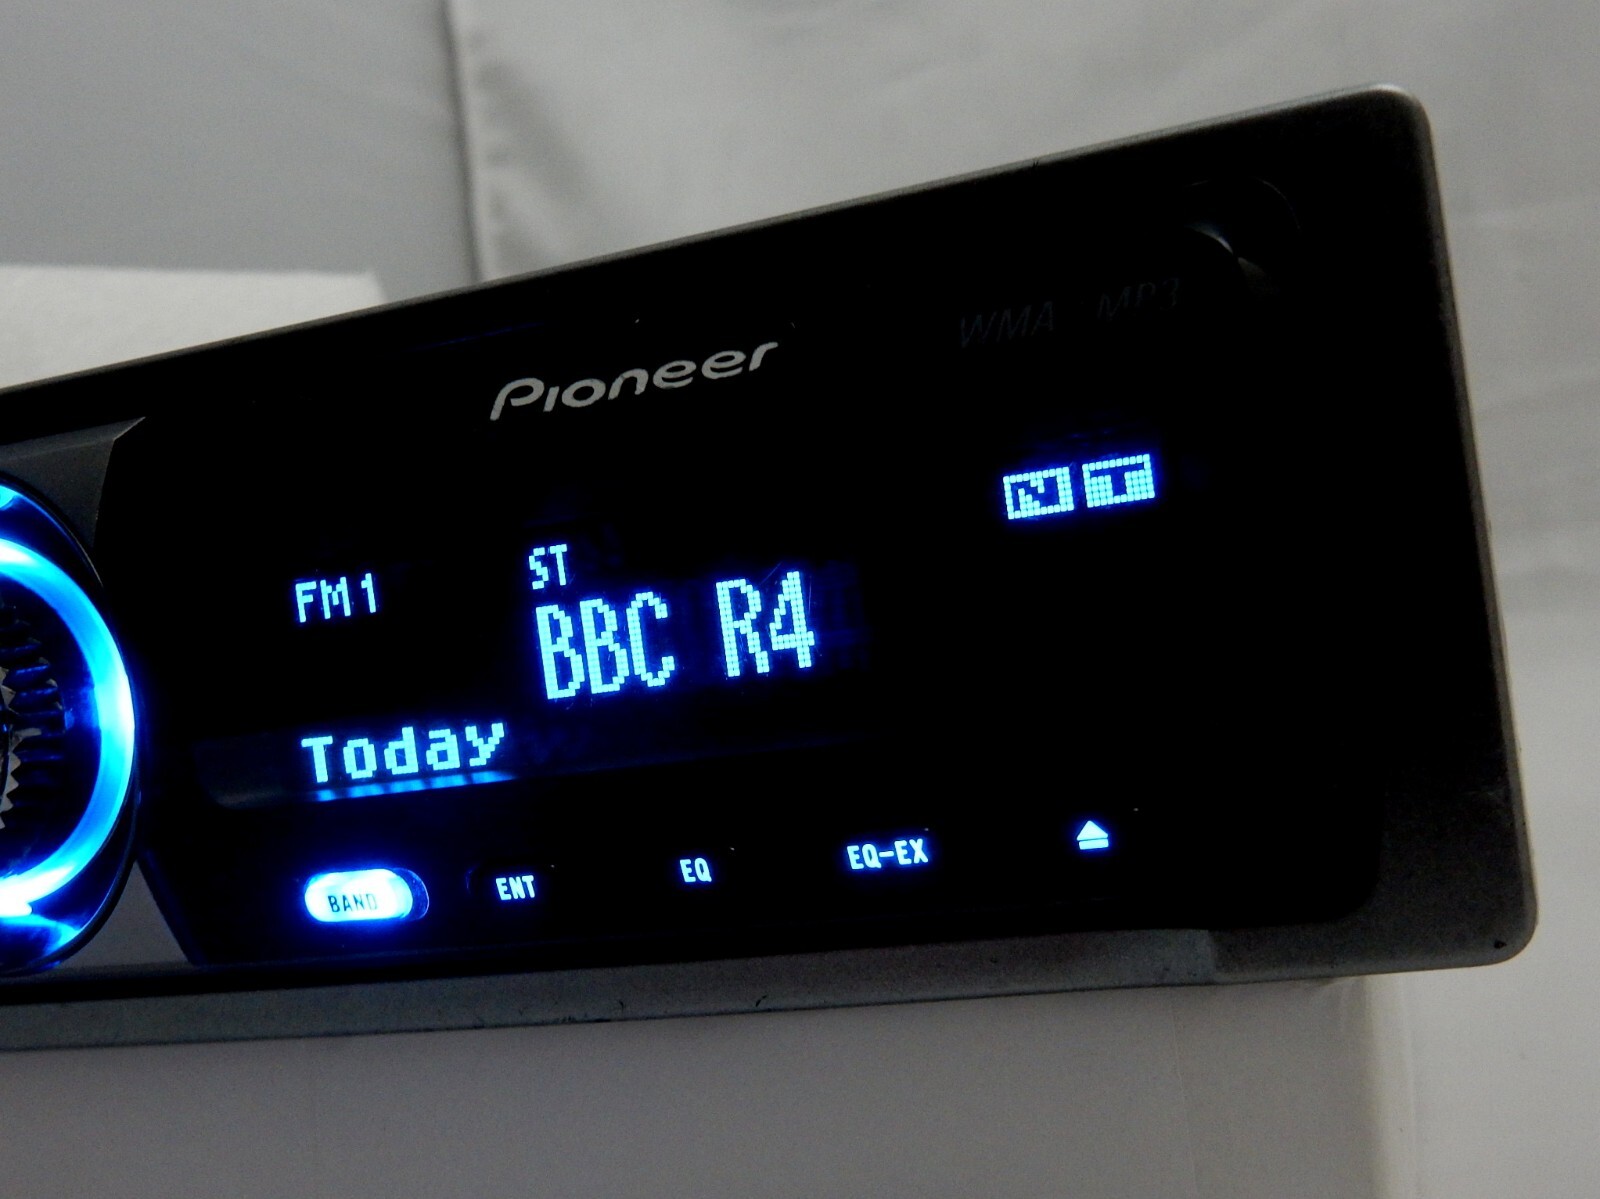 WMA MP3
Pioneer
N T
ST
FM1 BBC R4
Today
BAND ENT EQ EQ-EX